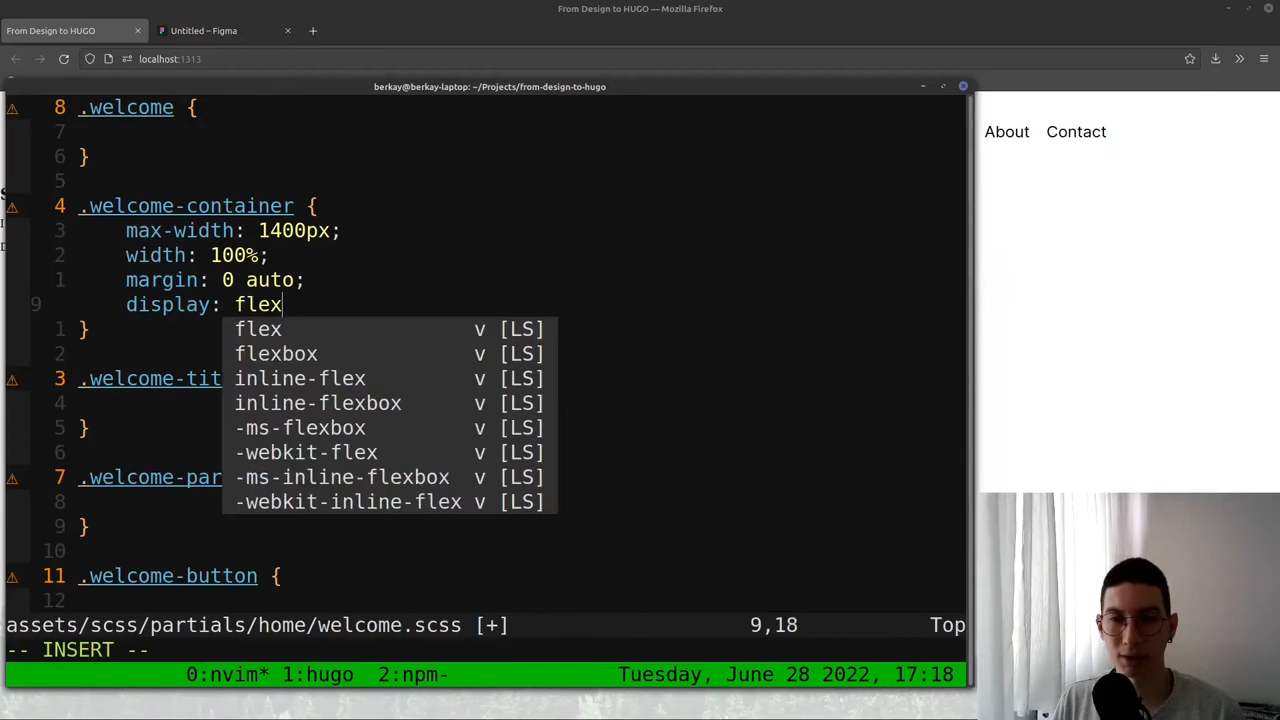 From Design to HUGO — Mozilla Firefox
From Design to HUGO
Untitled – Figma
localhost:1313
berkay@berkay-laptop: ~/Projects/from-design-to-hugo
About Contact
8 .welcome {
7
6 }
5
4 .welcome-container {
3 max-width: 1400px;
2 width: 100%;
1 margin: 0 auto;
9 display: flex
1 }
2
3 .welcome-tit
4
5 }
6
7 .welcome-par
8
9 }
10
11 .welcome-button {
12
flex v [LS]
flexbox v [LS]
inline-flex v [LS]
inline-flexbox v [LS]
-ms-flexbox v [LS]
-webkit-flex v [LS]
-ms-inline-flexbox v [LS]
-webkit-inline-flex v [LS]
assets/scss/partials/home/welcome.scss [+] 9,18 Top
-- INSERT --
0:nvim* 1:hugo 2:npm- Tuesday, June 28 2022, 17:18